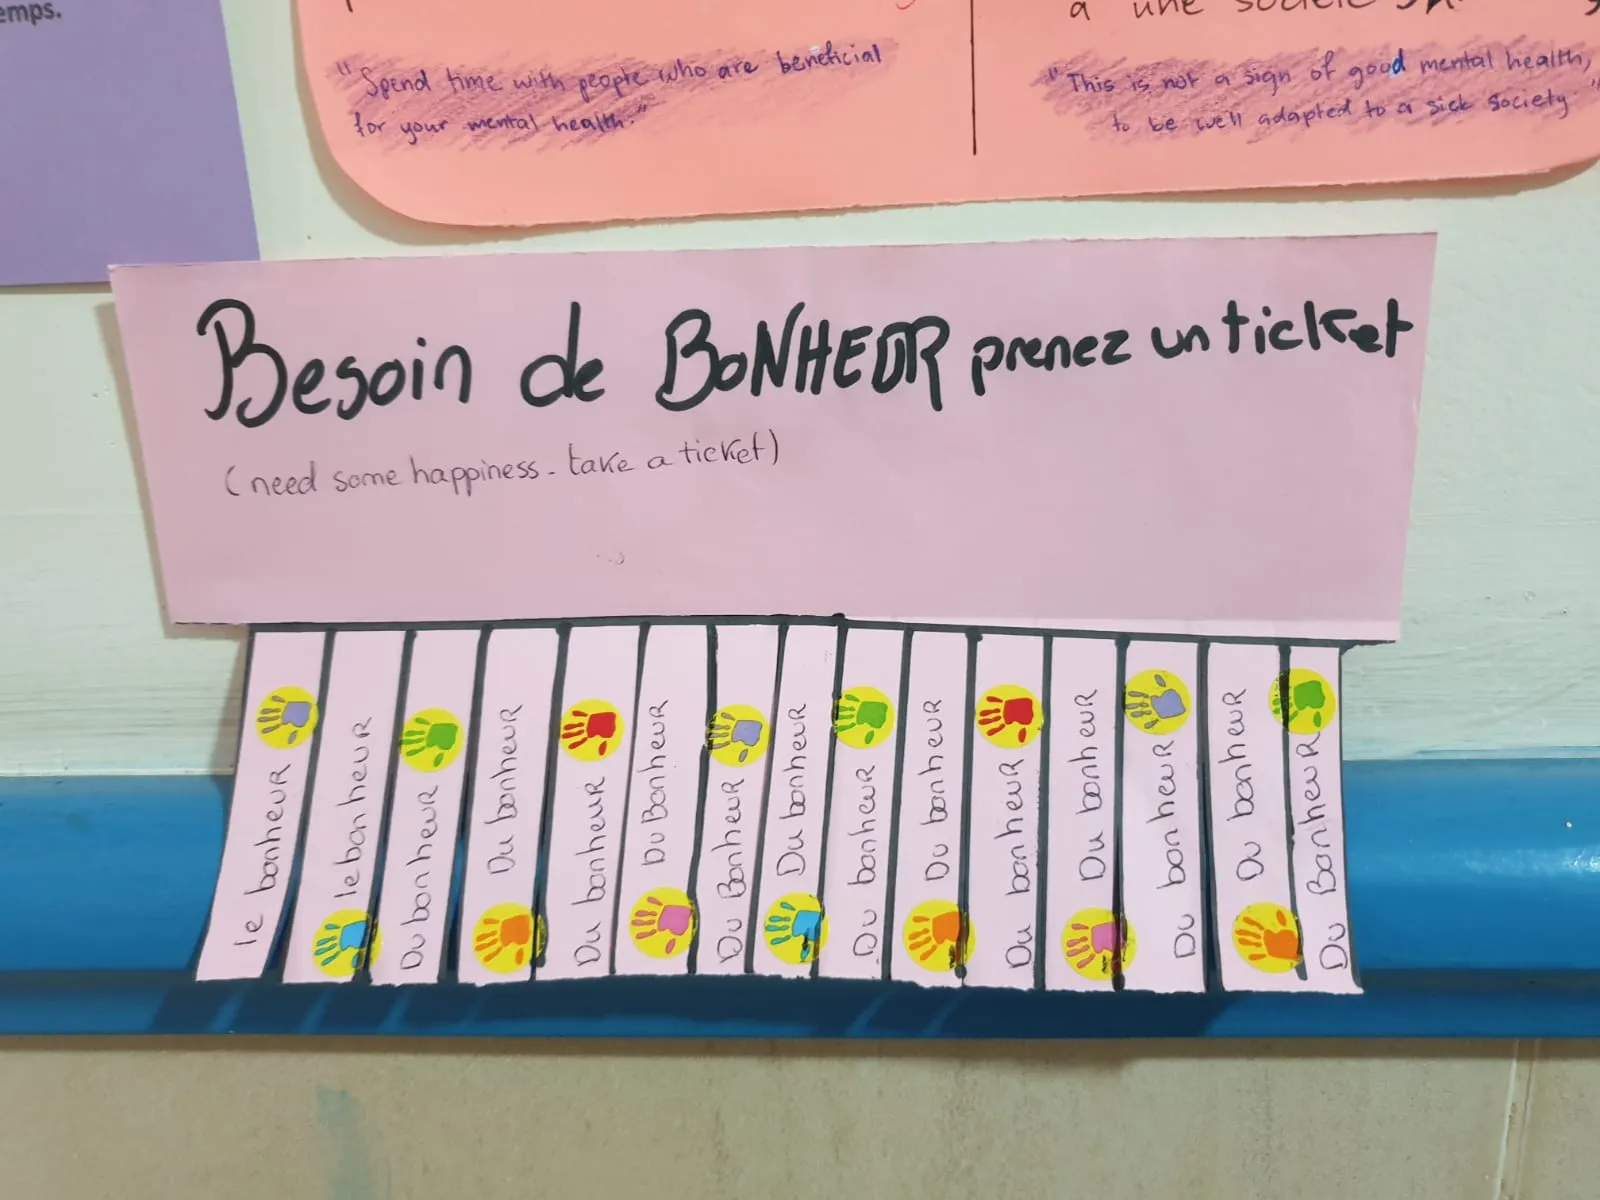 emps.
"Spend time with people who are beneficial
for your mental health."
à une société
"This is not a sign of good mental health,
to be well adapted to a sick society."
Besoin de BoNHEUR prenez un ticket
(need some happiness - take a ticket)
le bonheuR
le bonheuR
Du bonheuR
Du bonheuR
Du bonheuR
Du BonheuR
Du BonheuR
Du bonheuR
Du bonheuR
Du bonheuR
Du bonheuR
Du bonheuR
Du bonheuR
Du bonheuR
Du BonheuR